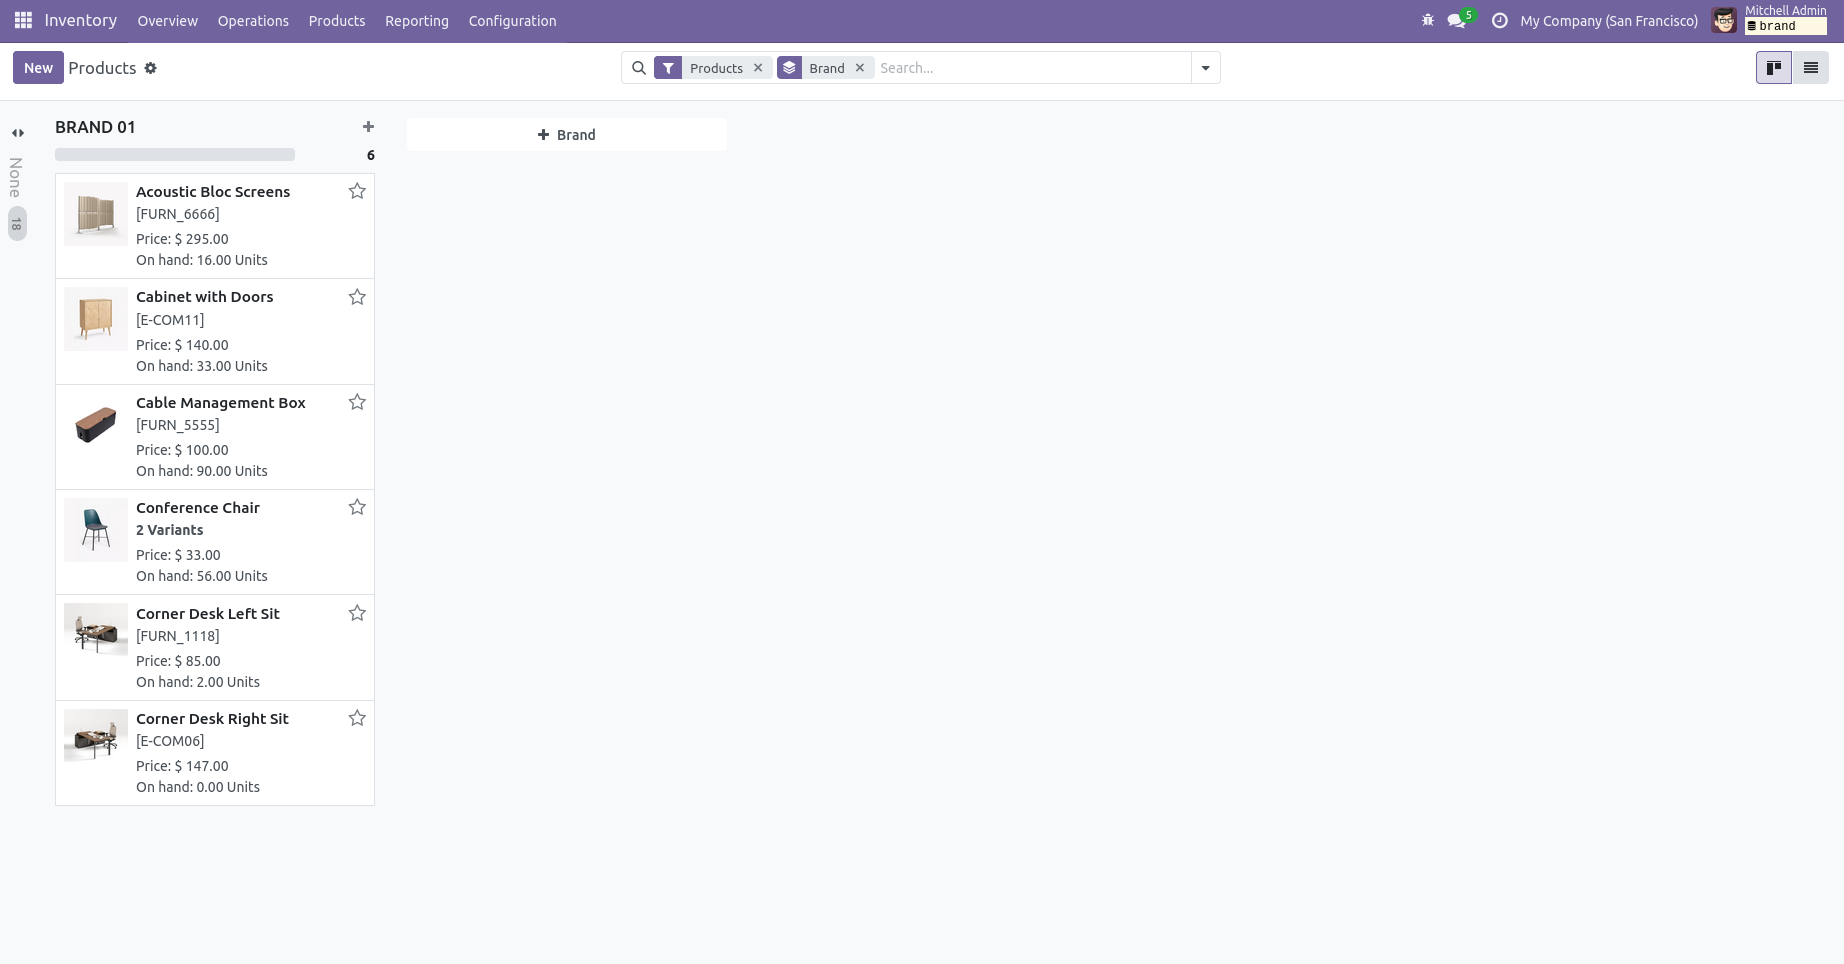 Inventory Overview Operations Products Reporting Configuration 5 My Company (San Francisco) Mitchell Admin
brand
New Products Products Brand Search...
BRAND 01
6
None
18
Brand
Acoustic Bloc Screens
[FURN_6666]
Price: $ 295.00
On hand: 16.00 Units
Cabinet with Doors
[E-COM11]
Price: $ 140.00
On hand: 33.00 Units
Cable Management Box
[FURN_5555]
Price: $ 100.00
On hand: 90.00 Units
Conference Chair
2 Variants
Price: $ 33.00
On hand: 56.00 Units
Corner Desk Left Sit
[FURN_1118]
Price: $ 85.00
On hand: 2.00 Units
Corner Desk Right Sit
[E-COM06]
Price: $ 147.00
On hand: 0.00 Units